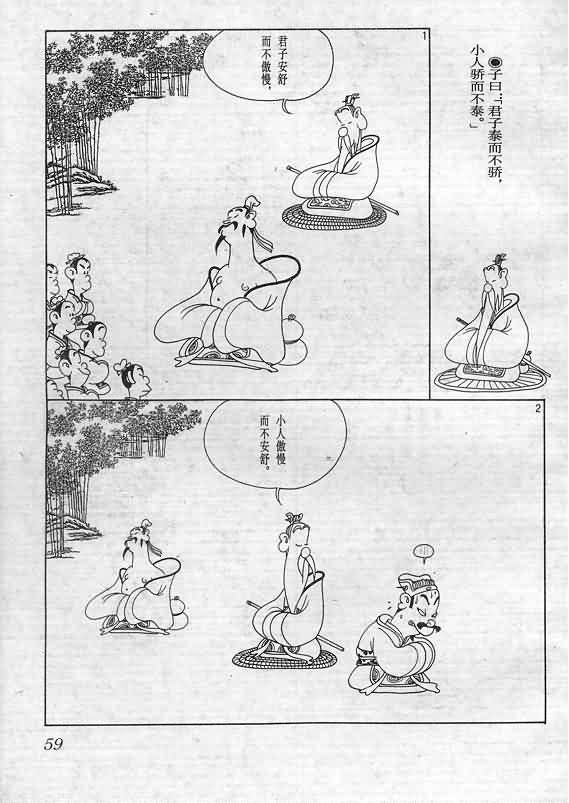 ●子曰：「君子泰而不骄，
小人骄而不泰。」
1
君子安舒
而不傲慢，
2
小人傲慢
而不安舒。
59